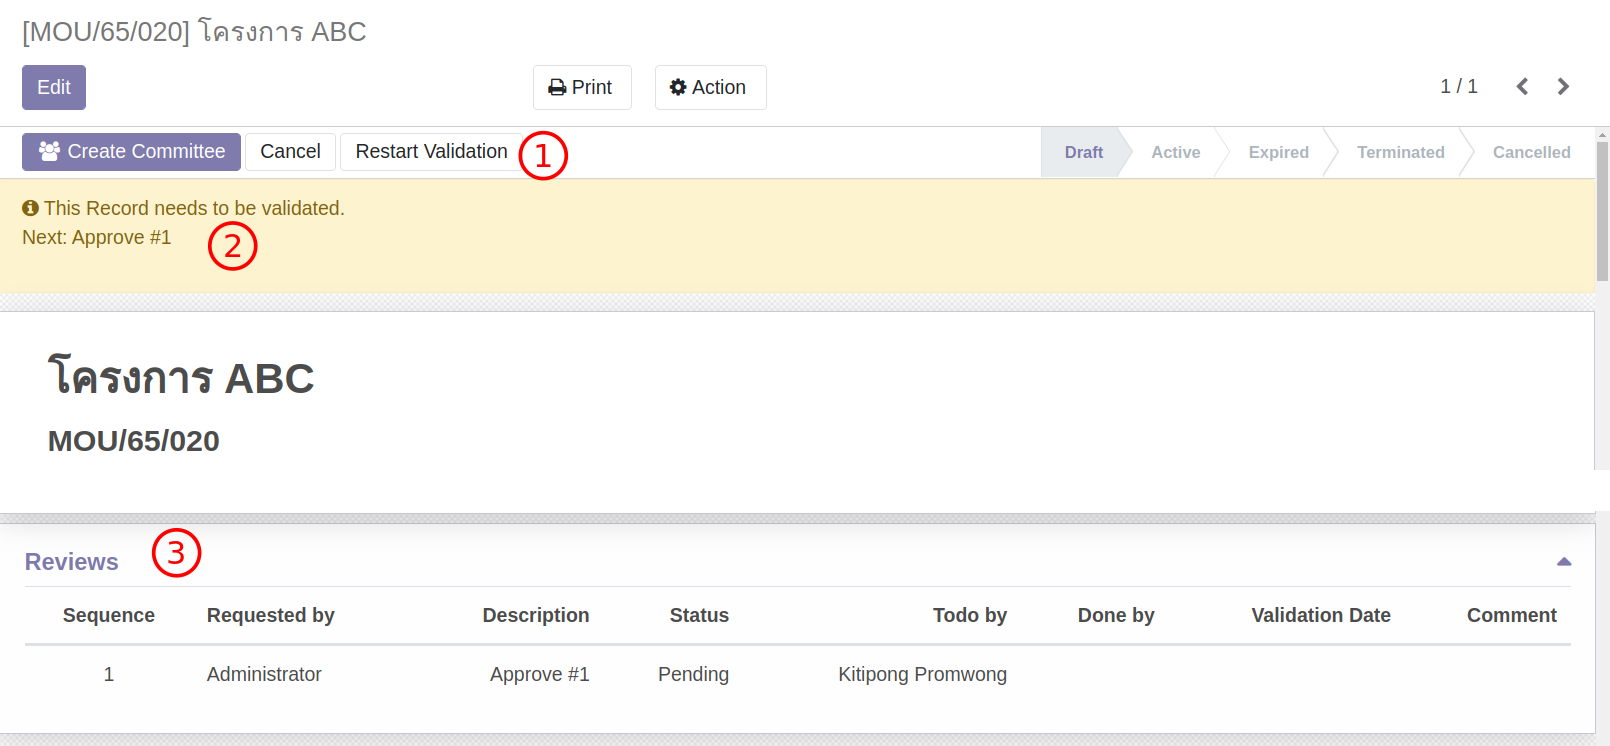 [MOU/65/020] โครงการ ABC
Edit Print Action 1 / 1
Create Committee Cancel Restart Validation 1 Draft Active Expired Terminated Cancelled
This Record needs to be validated.
Next: Approve #1 2
โครงการ ABC
MOU/65/020
Reviews 3
Sequence Requested by Description Status Todo by Done by Validation Date Comment
1 Administrator Approve #1 Pending Kitipong Promwong